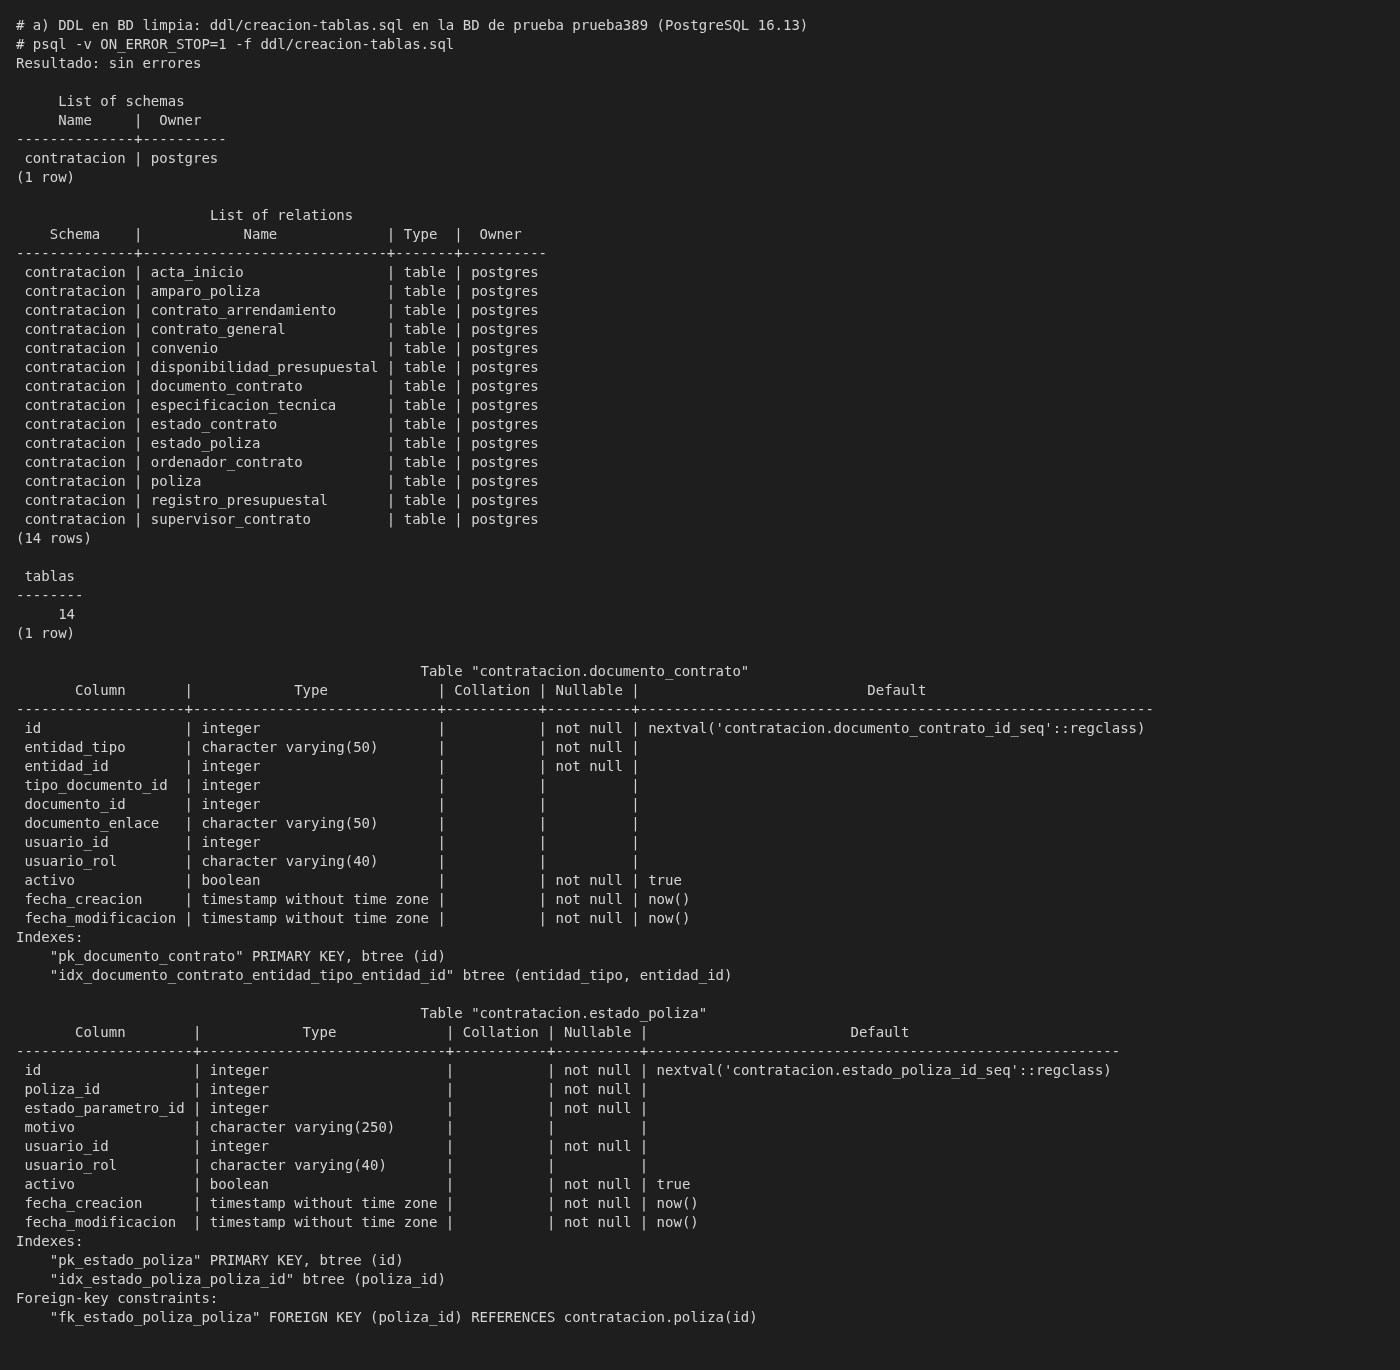 # a) DDL en BD limpia: ddl/creacion-tablas.sql en la BD de prueba prueba389 (PostgreSQL 16.13)
# psql -v ON_ERROR_STOP=1 -f ddl/creacion-tablas.sql
Resultado: sin errores

     List of schemas
     Name     |  Owner
--------------+----------
 contratacion | postgres
(1 row)

                       List of relations
    Schema    |            Name             | Type  |  Owner
--------------+-----------------------------+-------+----------
 contratacion | acta_inicio                 | table | postgres
 contratacion | amparo_poliza               | table | postgres
 contratacion | contrato_arrendamiento      | table | postgres
 contratacion | contrato_general            | table | postgres
 contratacion | convenio                    | table | postgres
 contratacion | disponibilidad_presupuestal | table | postgres
 contratacion | documento_contrato          | table | postgres
 contratacion | especificacion_tecnica      | table | postgres
 contratacion | estado_contrato             | table | postgres
 contratacion | estado_poliza               | table | postgres
 contratacion | ordenador_contrato          | table | postgres
 contratacion | poliza                      | table | postgres
 contratacion | registro_presupuestal       | table | postgres
 contratacion | supervisor_contrato         | table | postgres
(14 rows)

 tablas
--------
     14
(1 row)

                                                Table "contratacion.documento_contrato"
       Column       |            Type             | Collation | Nullable |                           Default
--------------------+-----------------------------+-----------+----------+-------------------------------------------------------------
 id                 | integer                     |           | not null | nextval('contratacion.documento_contrato_id_seq'::regclass)
 entidad_tipo       | character varying(50)       |           | not null |
 entidad_id         | integer                     |           | not null |
 tipo_documento_id  | integer                     |           |          |
 documento_id       | integer                     |           |          |
 documento_enlace   | character varying(50)       |           |          |
 usuario_id         | integer                     |           |          |
 usuario_rol        | character varying(40)       |           |          |
 activo             | boolean                     |           | not null | true
 fecha_creacion     | timestamp without time zone |           | not null | now()
 fecha_modificacion | timestamp without time zone |           | not null | now()
Indexes:
    "pk_documento_contrato" PRIMARY KEY, btree (id)
    "idx_documento_contrato_entidad_tipo_entidad_id" btree (entidad_tipo, entidad_id)

                                                Table "contratacion.estado_poliza"
       Column        |            Type             | Collation | Nullable |                        Default
---------------------+-----------------------------+-----------+----------+--------------------------------------------------------
 id                  | integer                     |           | not null | nextval('contratacion.estado_poliza_id_seq'::regclass)
 poliza_id           | integer                     |           | not null |
 estado_parametro_id | integer                     |           | not null |
 motivo              | character varying(250)      |           |          |
 usuario_id          | integer                     |           | not null |
 usuario_rol         | character varying(40)       |           |          |
 activo              | boolean                     |           | not null | true
 fecha_creacion      | timestamp without time zone |           | not null | now()
 fecha_modificacion  | timestamp without time zone |           | not null | now()
Indexes:
    "pk_estado_poliza" PRIMARY KEY, btree (id)
    "idx_estado_poliza_poliza_id" btree (poliza_id)
Foreign-key constraints:
    "fk_estado_poliza_poliza" FOREIGN KEY (poliza_id) REFERENCES contratacion.poliza(id)